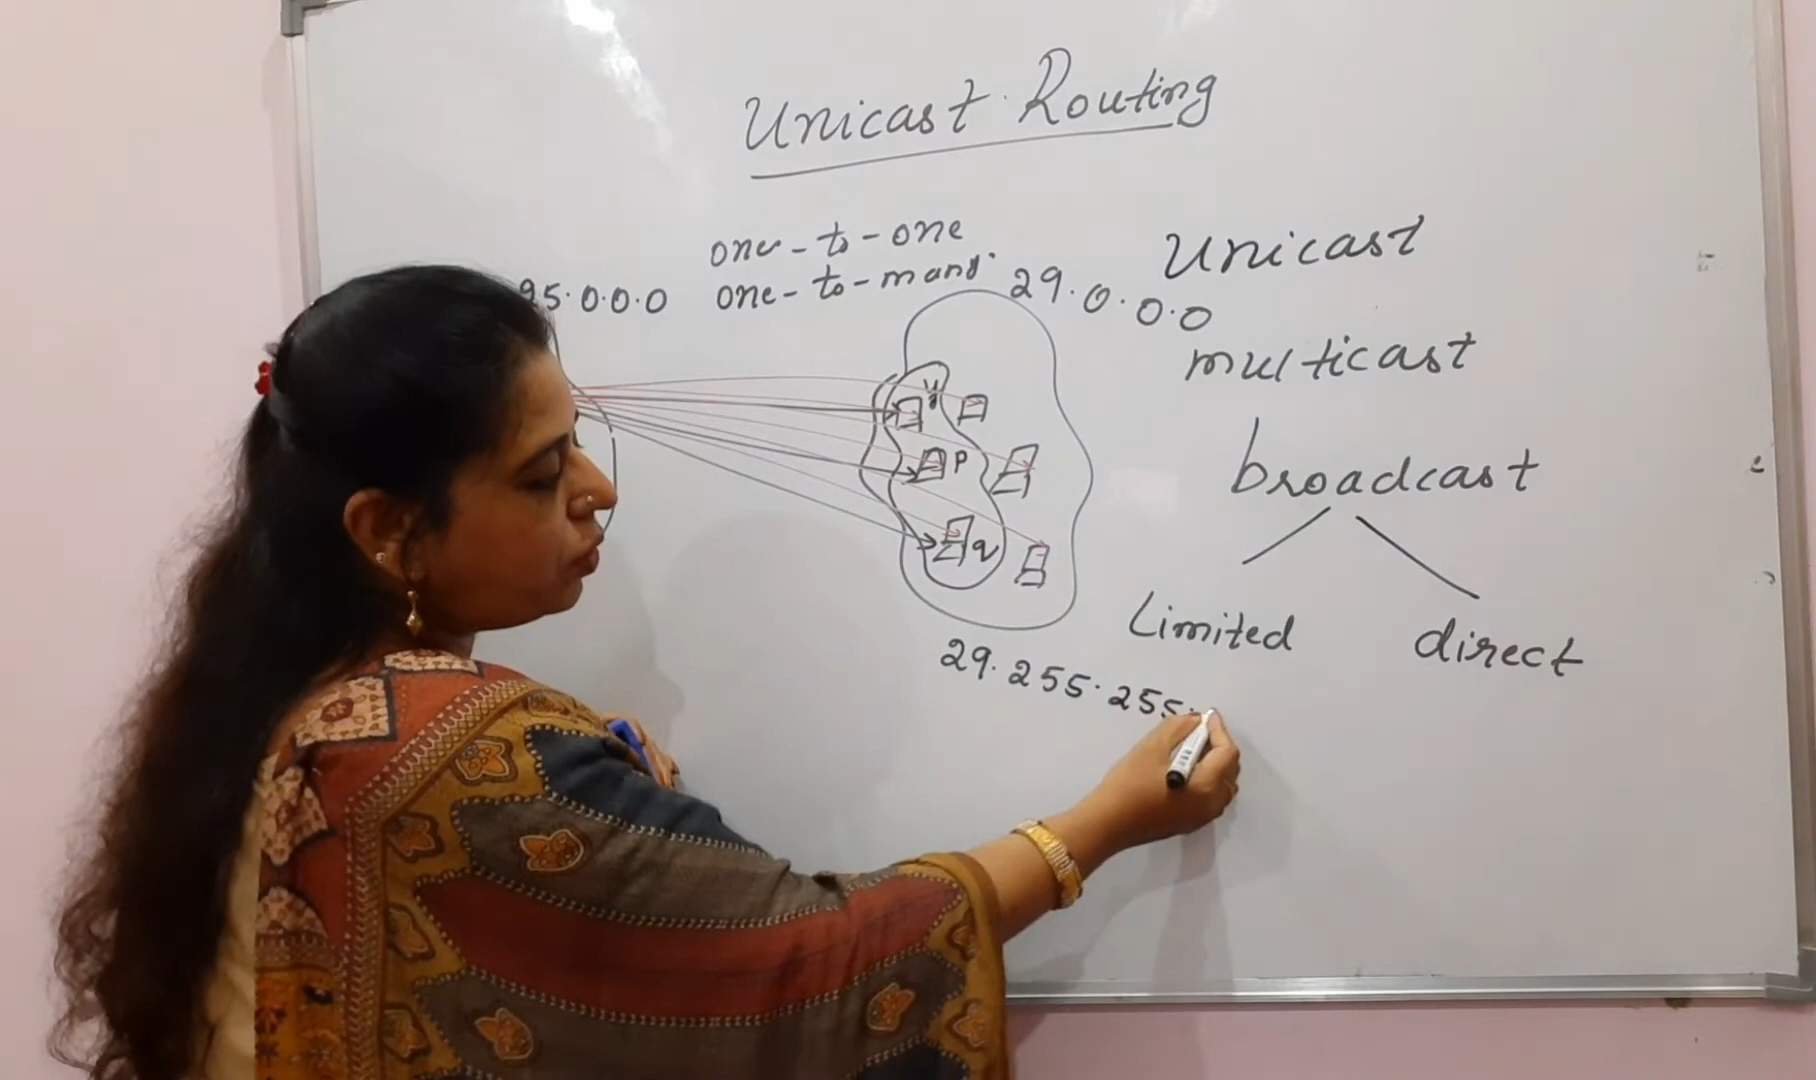 Unicast Routing
one-to-one
one-to-many
95.0.0.0
29.0.0.0
Unicast
multicast
broadcast
Limited
direct
y
p
q
29.255.255.